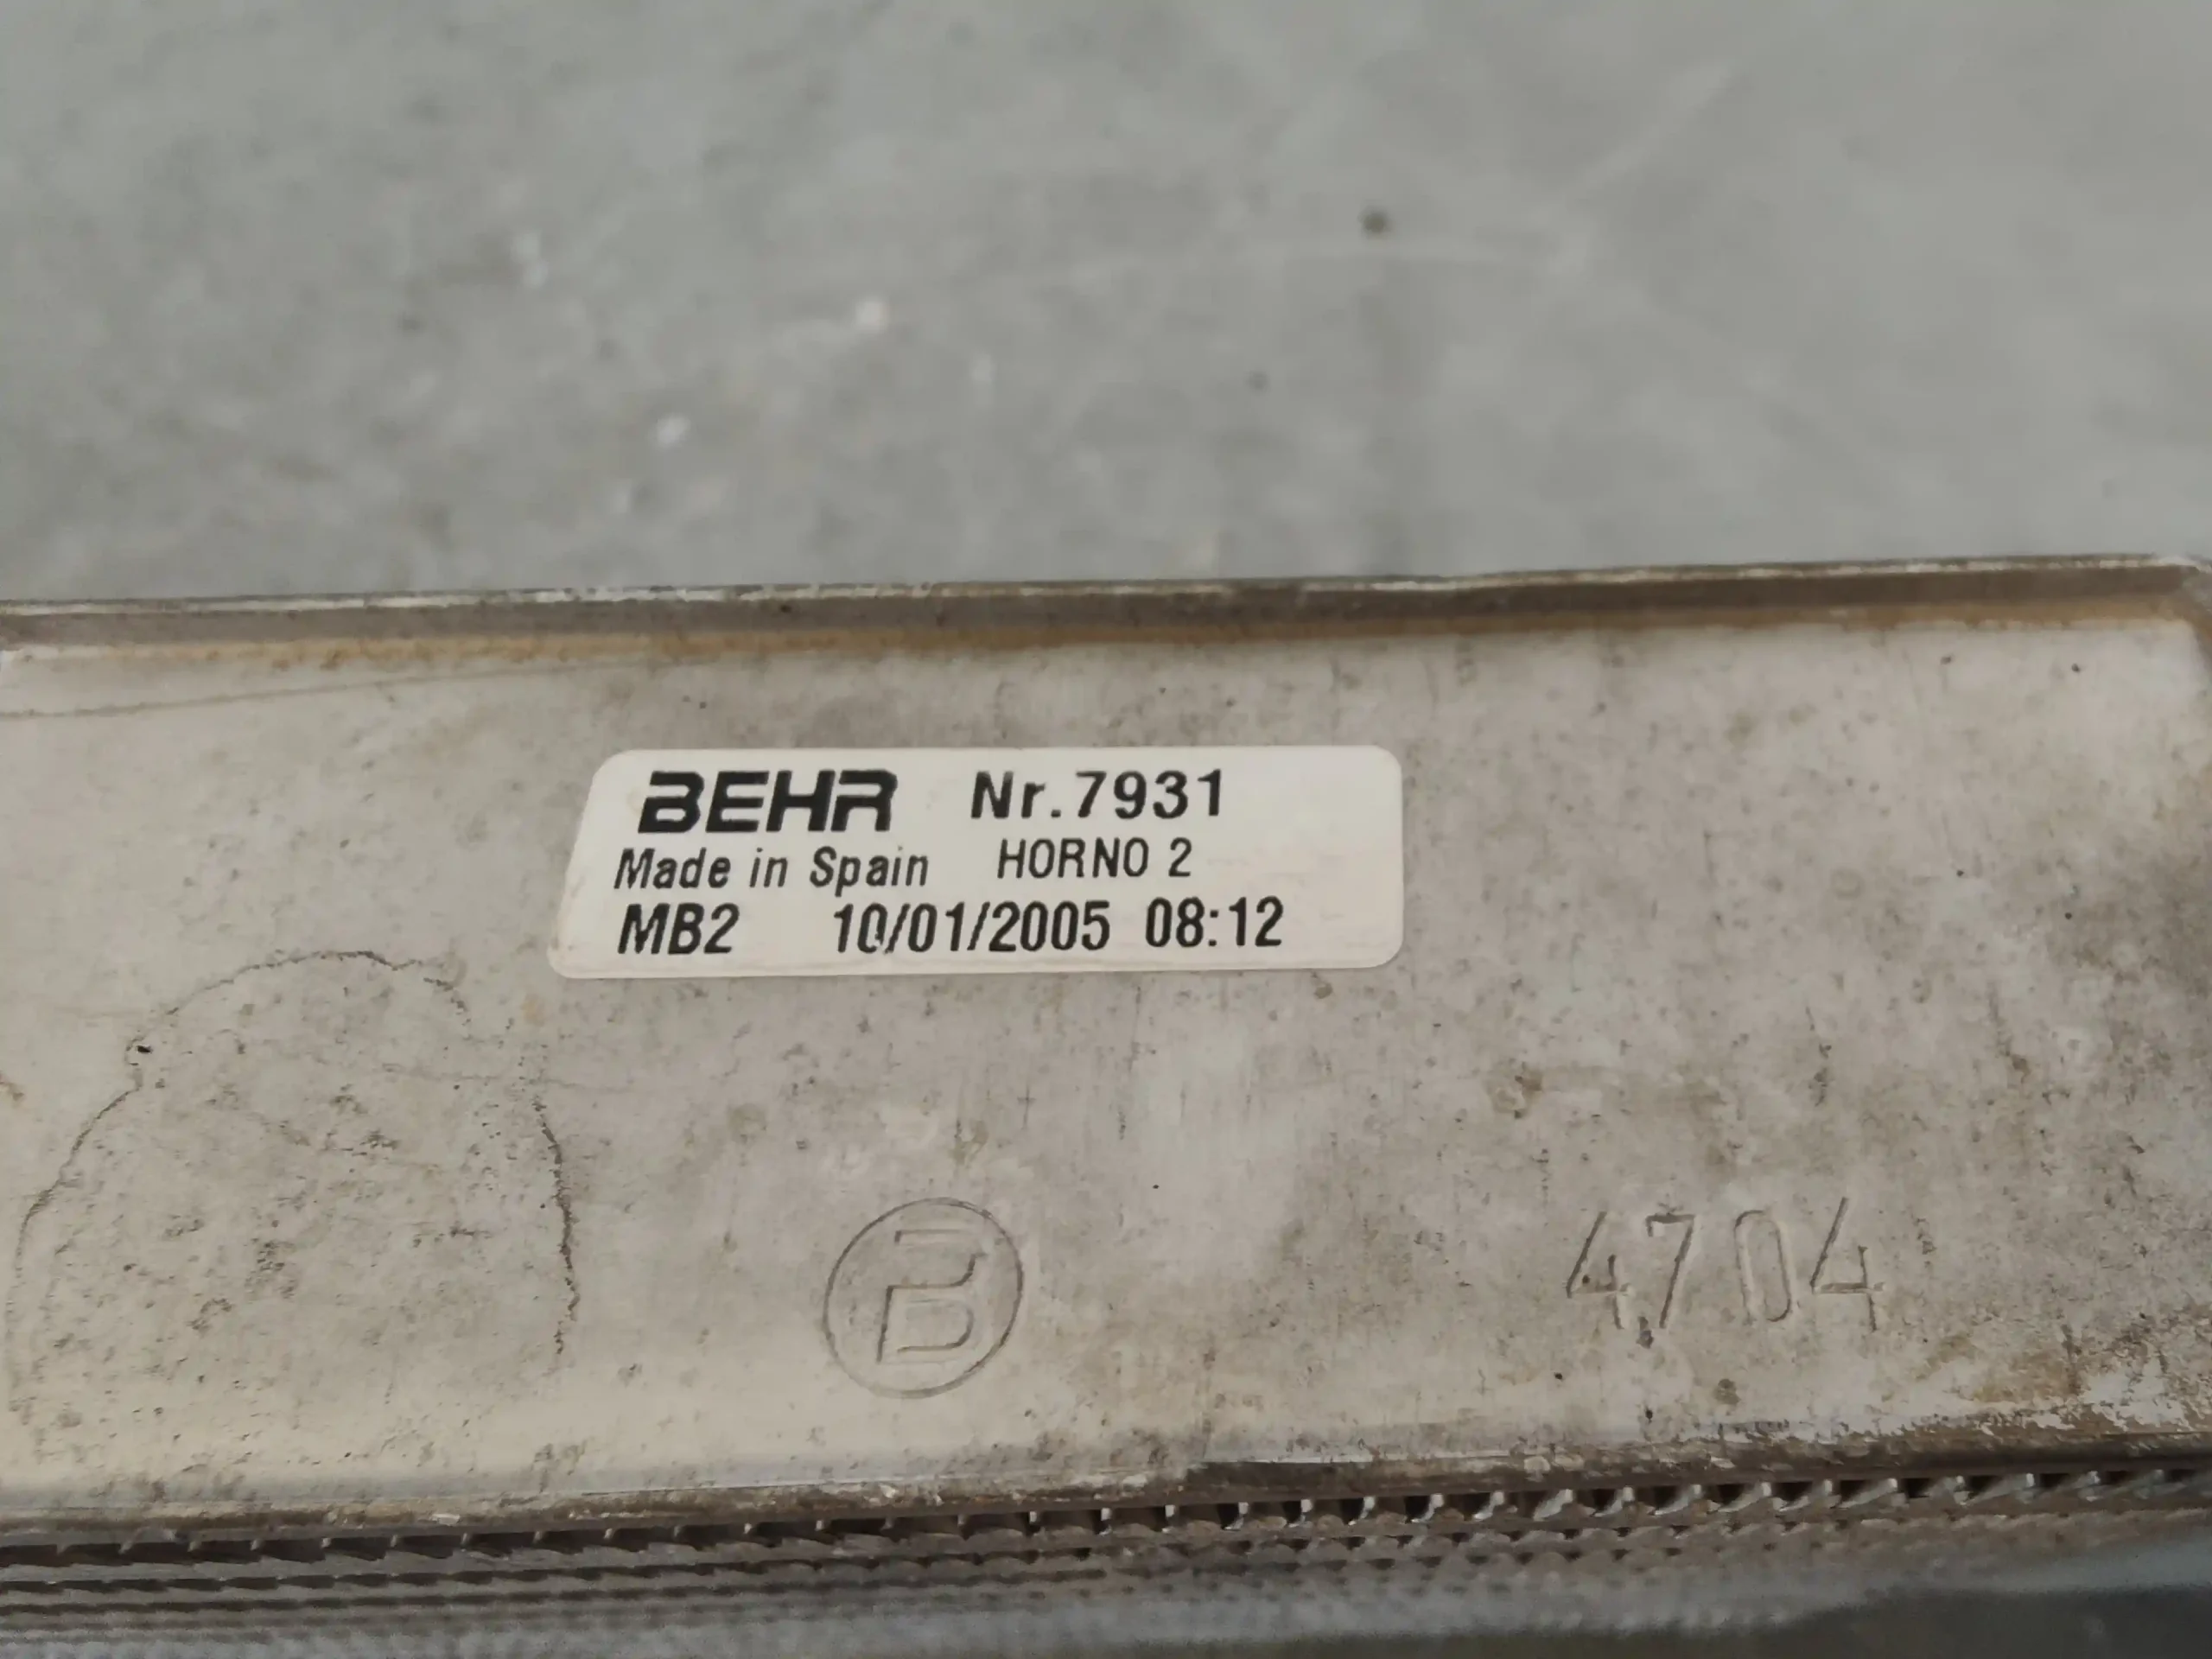 BEHR Nr.7931
Made in Spain HORNO 2
MB2 10/01/2005 08:12
B 4704